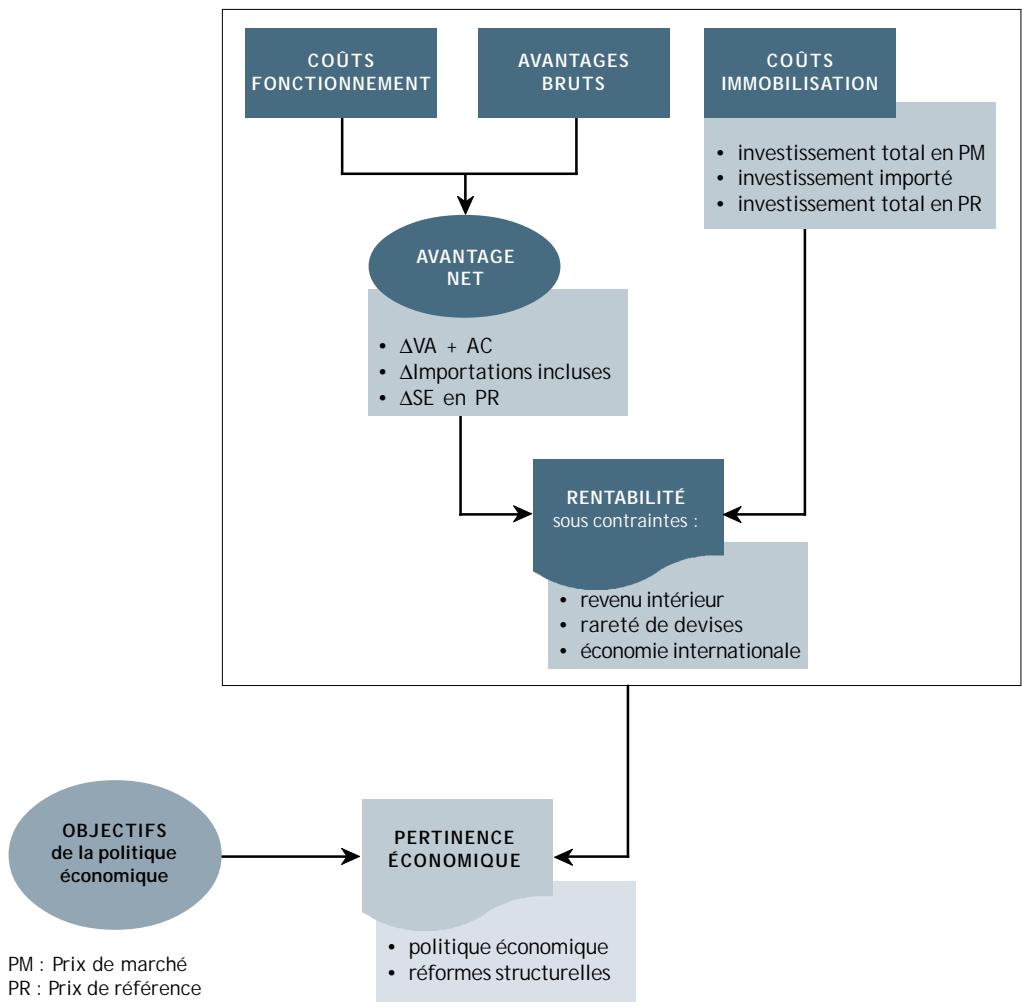 COÛTS
FONCTIONNEMENT
AVANTAGES
BRUTS
COÛTS
IMMOBILISATION
• investissement total en PM
• investissement importé
• investissement total en PR
AVANTAGE
NET
• ΔVA + AC
• ΔImportations incluses
• ΔSE en PR
RENTABILITÉ
sous contraintes :
• revenu intérieur
• rareté de devises
• économie internationale
OBJECTIFS
de la politique
économique
PERTINENCE
ÉCONOMIQUE
• politique économique
• réformes structurelles
PM : Prix de marché
PR : Prix de référence